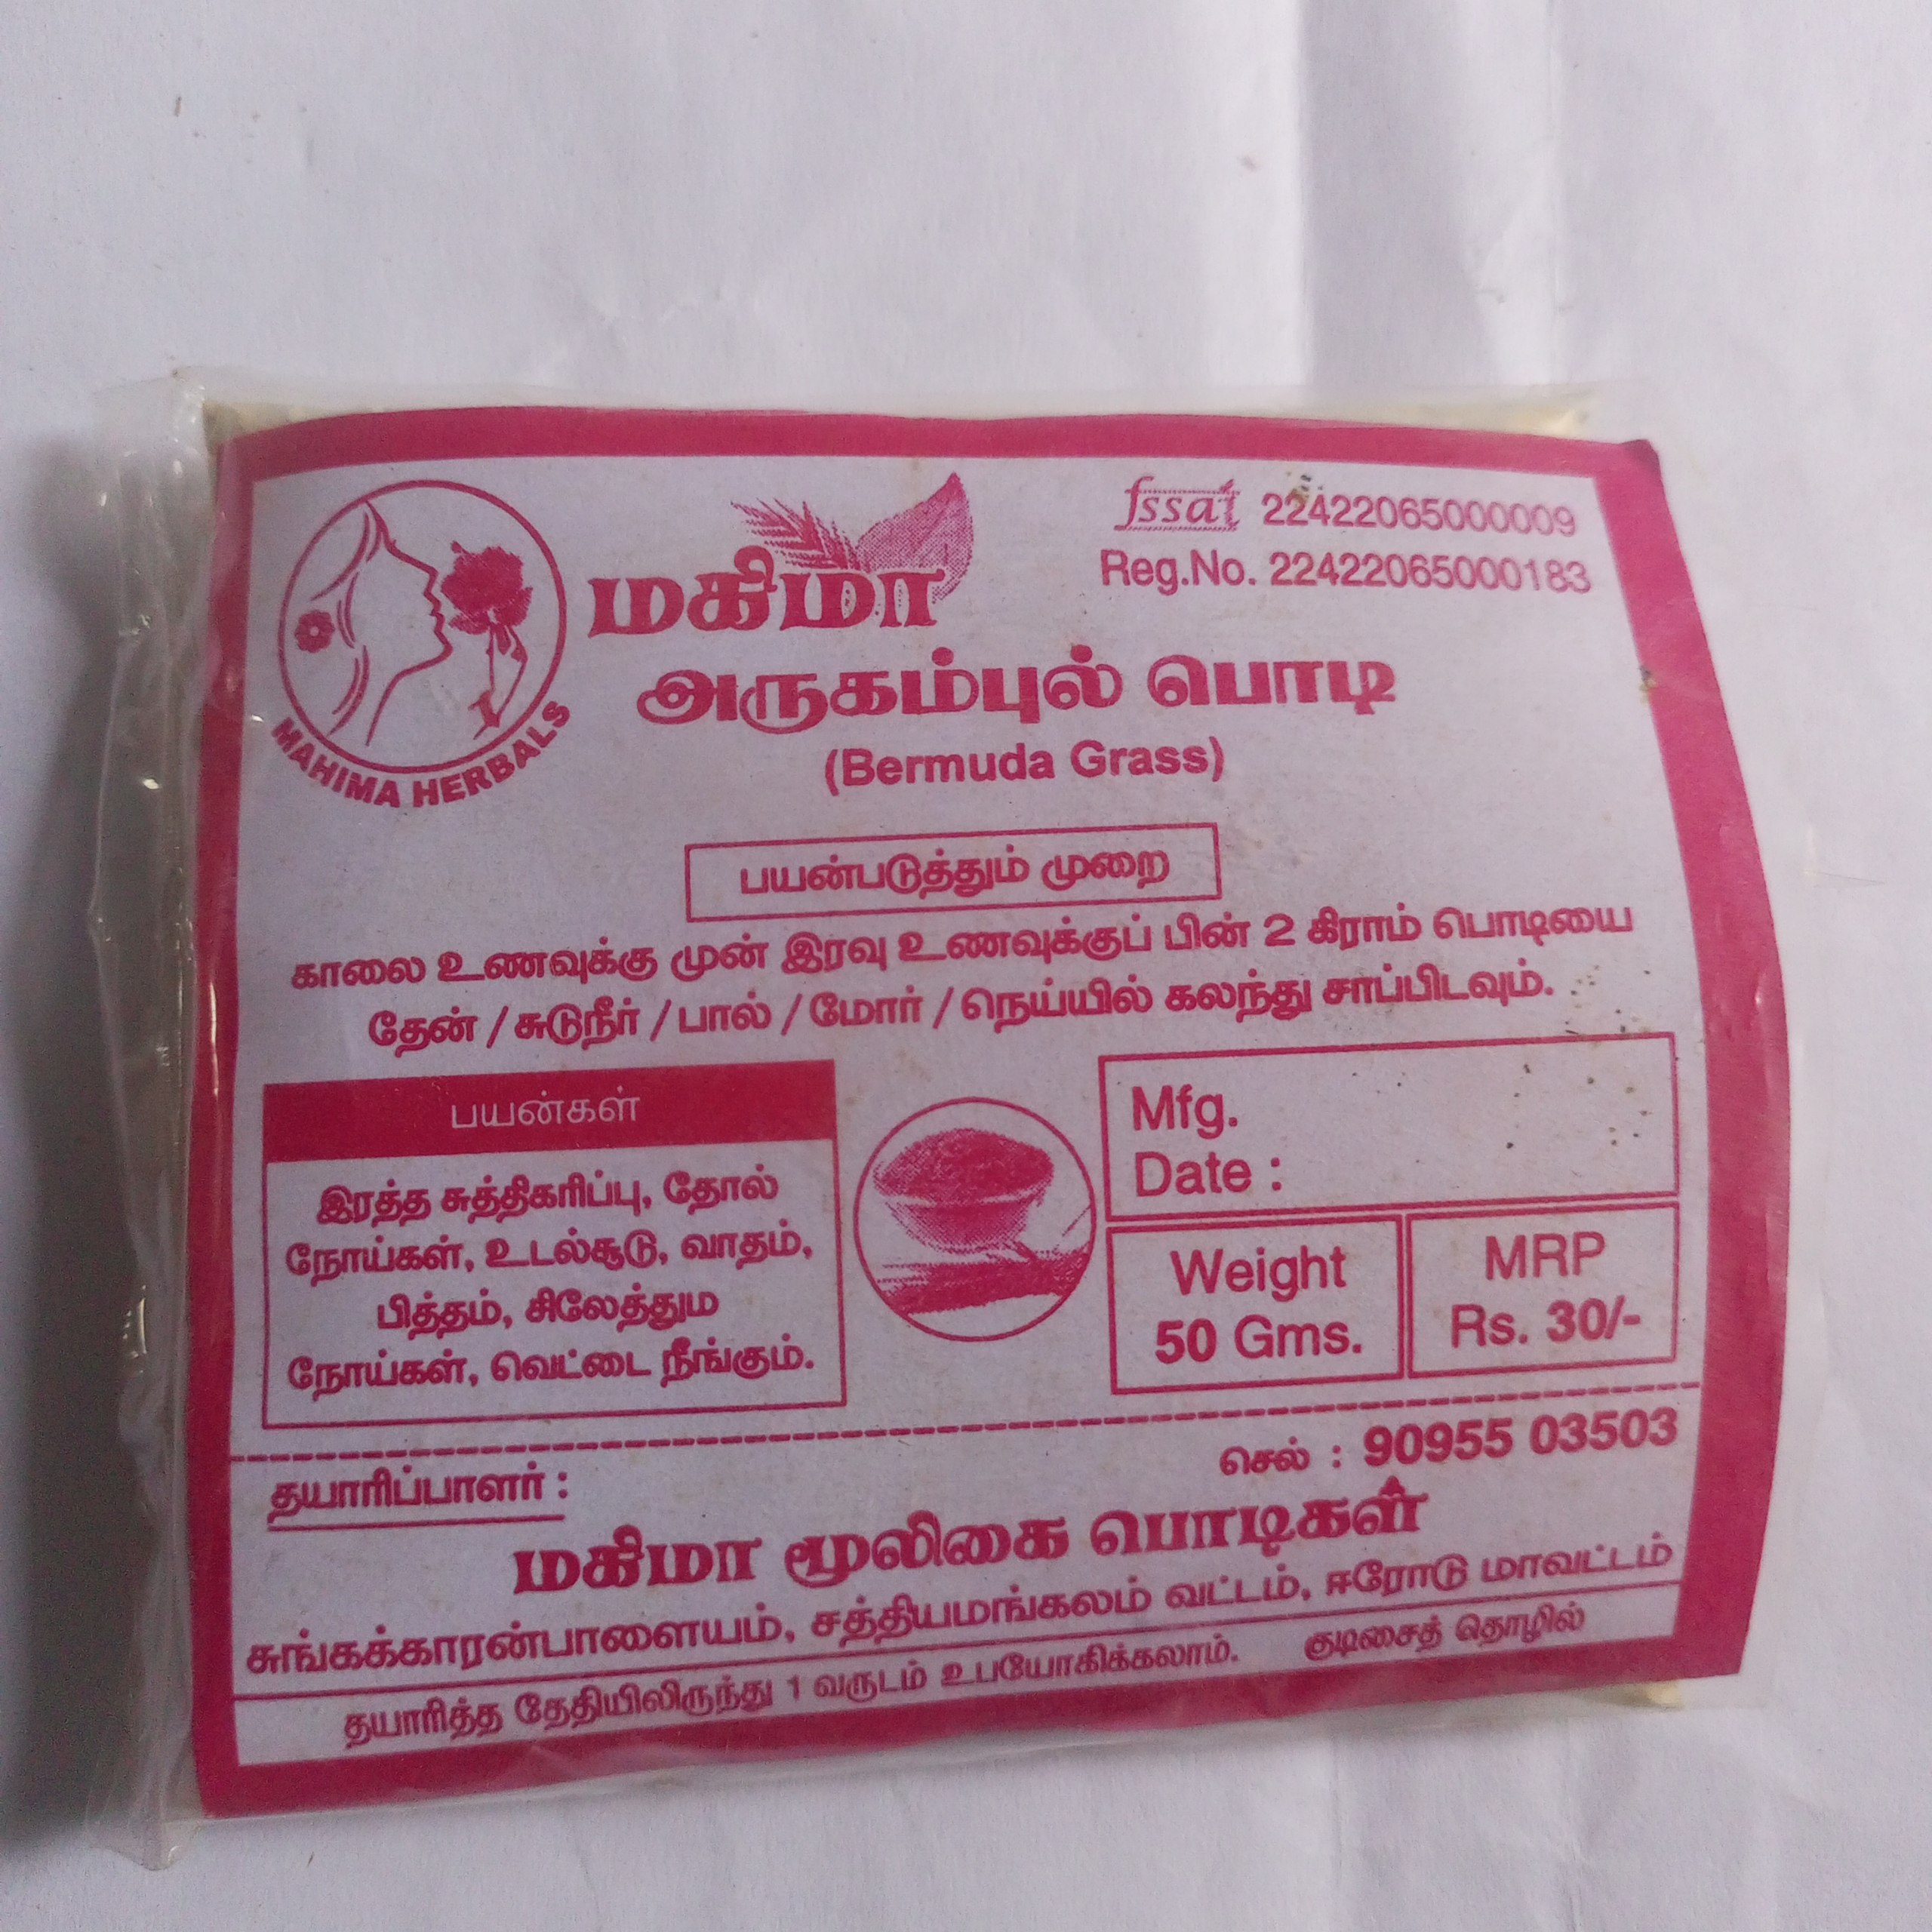 fssai 22422065000009
Reg.No. 22422065000183
மகிமா
MAHIMA HERBALS
அருகம்புல் பொடி
(Bermuda Grass)
பயன்படுத்தும் முறை
காலை உணவுக்கு முன் இரவு உணவுக்குப் பின் 2 கிராம் பொடியை
தேன் / சுடுநீர் / பால் / மோர் / நெய்யில் கலந்து சாப்பிடவும்.
பயன்கள்
இரத்த சுத்திகரிப்பு, தோல்
நோய்கள், உடல்சூடு, வாதம்,
பித்தம், சிலேத்தும
நோய்கள், வெட்டை நீங்கும்.
Mfg.
Date :
Weight
50 Gms.
MRP
Rs. 30/-
தயாரிப்பாளர் :
செல் : 90955 03503
மகிமா மூலிகை பொடிகள்
சுங்கக்காரன்பாளையம், சத்தியமங்கலம் வட்டம், ஈரோடு மாவட்டம்
தயாரித்த தேதியிலிருந்து 1 வருடம் உபயோகிக்கலாம். குடிசைத் தொழில்